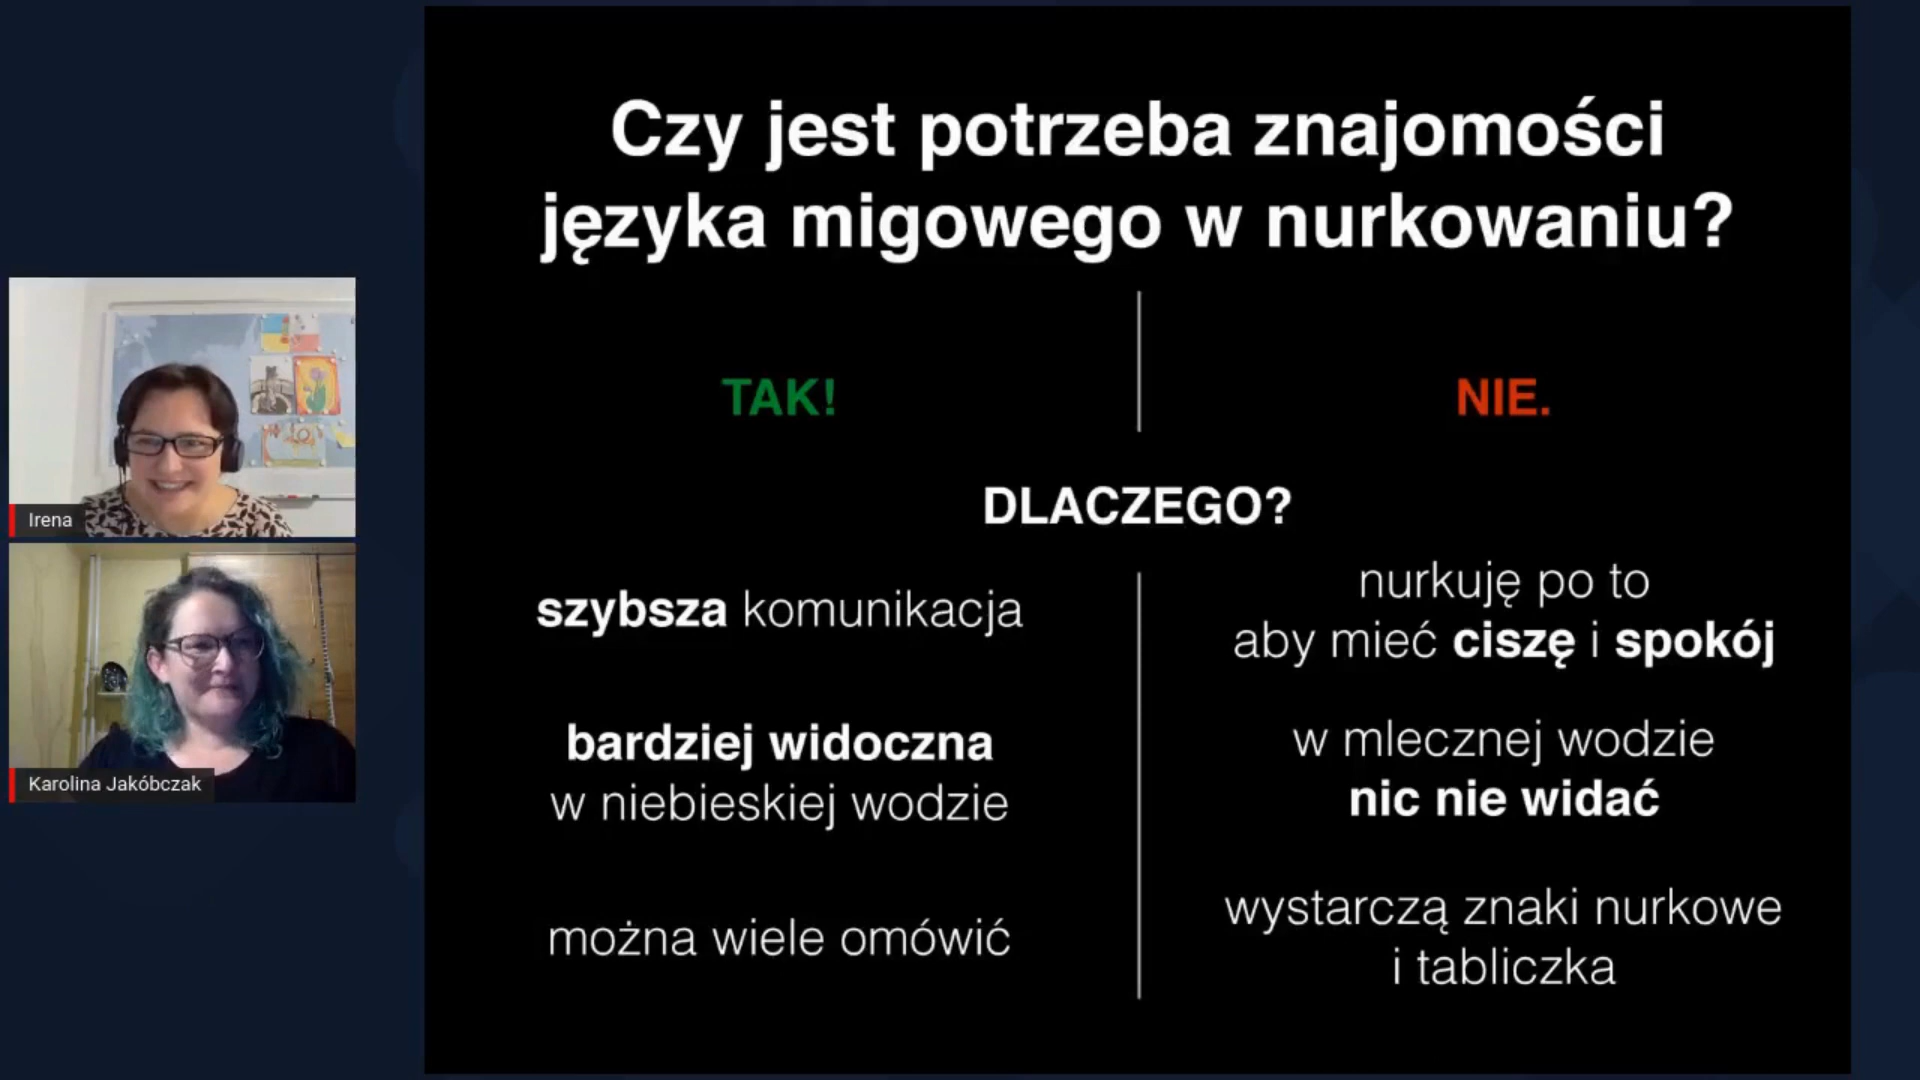 Czy jest potrzeba znajomości
języka migowego w nurkowaniu?
TAK!
NIE.
DLACZEGO?
szybsza komunikacja
bardziej widoczna
w niebieskiej wodzie
można wiele omówić
nurkuję po to
aby mieć ciszę i spokój
w mlecznej wodzie
nic nie widać
wystarczą znaki nurkowe
i tabliczka
Irena
Karolina Jakóbczak